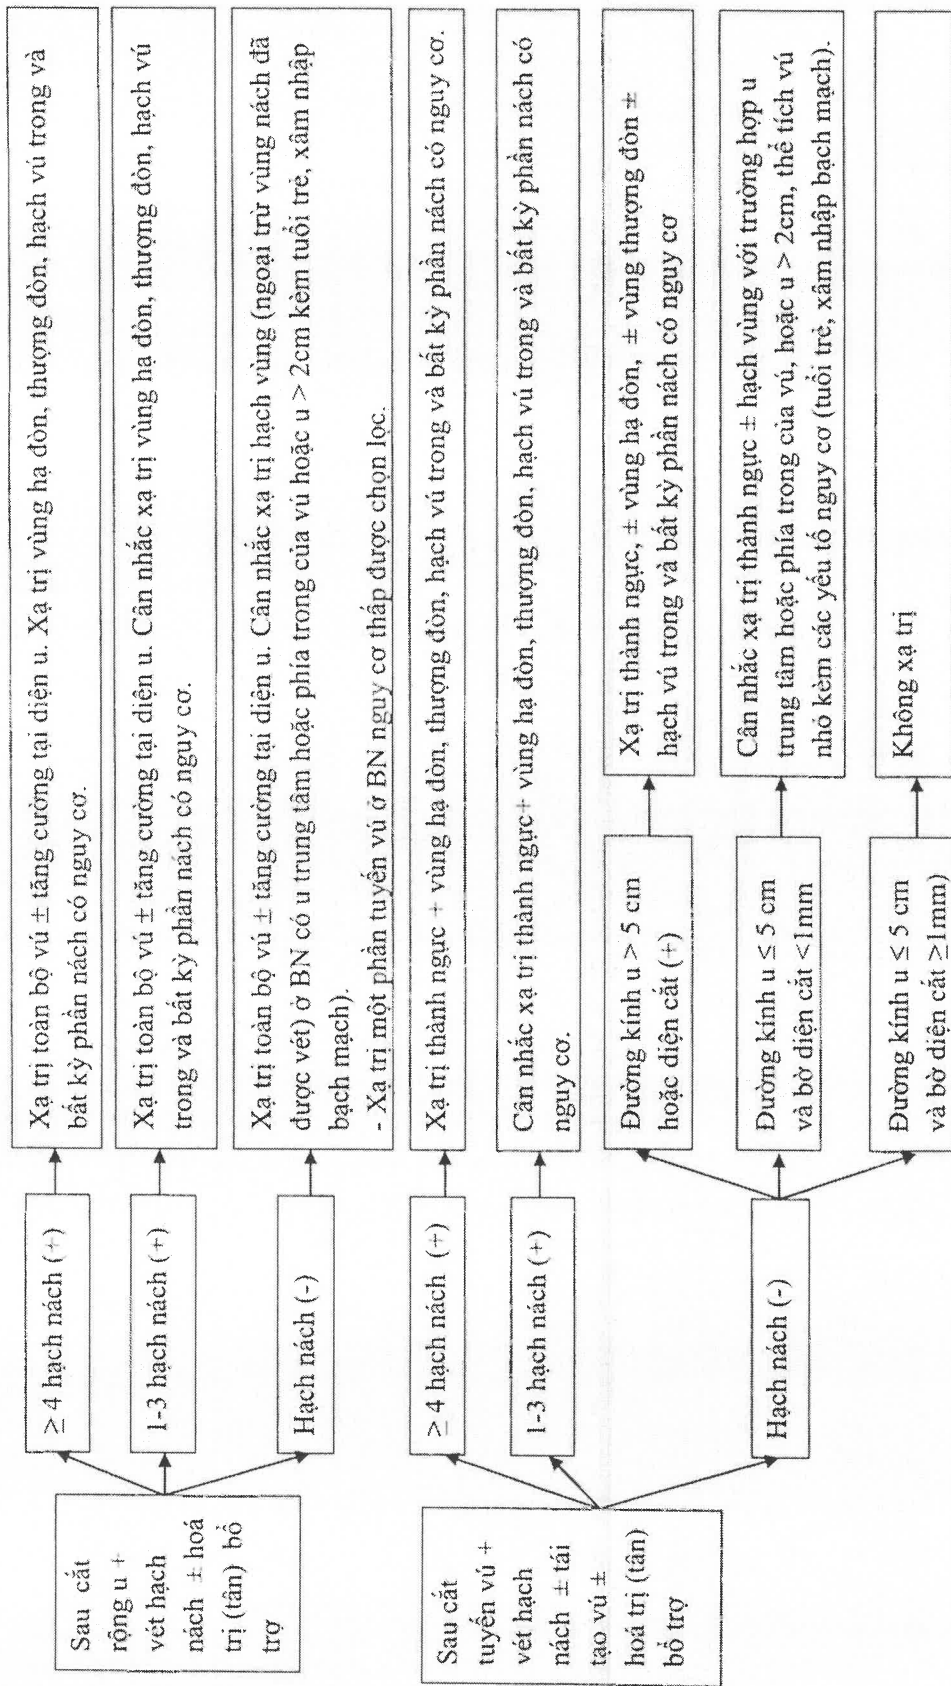 Sau cắt
rộng u +
vét hạch
nách ± hoá
trị (tân) bổ
trợ
≥ 4 hạch nách (+)
Xạ trị toàn bộ vú ± tăng cường tại diện u. Xạ trị vùng hạ đòn, thượng đòn, hạch vú trong và
bất kỳ phần nách có nguy cơ.
1-3 hạch nách (+)
Xạ trị toàn bộ vú ± tăng cường tại diện u. Cân nhắc xạ trị vùng hạ đòn, thượng đòn, hạch vú
trong và bất kỳ phần nách có nguy cơ.
Hạch nách (-)
Xạ trị toàn bộ vú ± tăng cường tại diện u. Cân nhắc xạ trị hạch vùng (ngoại trừ vùng nách đã
được vét) ở BN có u trung tâm hoặc phía trong của vú hoặc u > 2cm kèm tuổi trẻ, xâm nhập
bạch mạch).
- Xạ trị một phần tuyến vú ở BN nguy cơ thấp được chọn lọc.
Sau cắt
tuyến vú +
vét hạch
nách ± tái
tạo vú ±
hoá trị (tân)
bổ trợ
≥ 4 hạch nách (+)
Xạ trị thành ngực + vùng hạ đòn, thượng đòn, hạch vú trong và bất kỳ phần nách có nguy cơ.
1-3 hạch nách (+)
Cân nhắc xạ trị thành ngực+ vùng hạ đòn, thượng đòn, hạch vú trong và bất kỳ phần nách có
nguy cơ.
Hạch nách (-)
Đường kính u > 5 cm
hoặc diện cắt (+)
Xạ trị thành ngực, ± vùng hạ đòn, ± vùng thượng đòn ±
hạch vú trong và bất kỳ phần nách có nguy cơ
Đường kính u ≤ 5 cm
và bờ diện cắt <1mm
Cân nhắc xạ trị thành ngực ± hạch vùng với trường hợp u
trung tâm hoặc phía trong của vú, hoặc u > 2cm, thể tích vú
nhỏ kèm các yếu tố nguy cơ (tuổi trẻ, xâm nhập bạch mạch).
Đường kính u ≤ 5 cm
và bờ diện cắt ≥1mm)
Không xạ trị